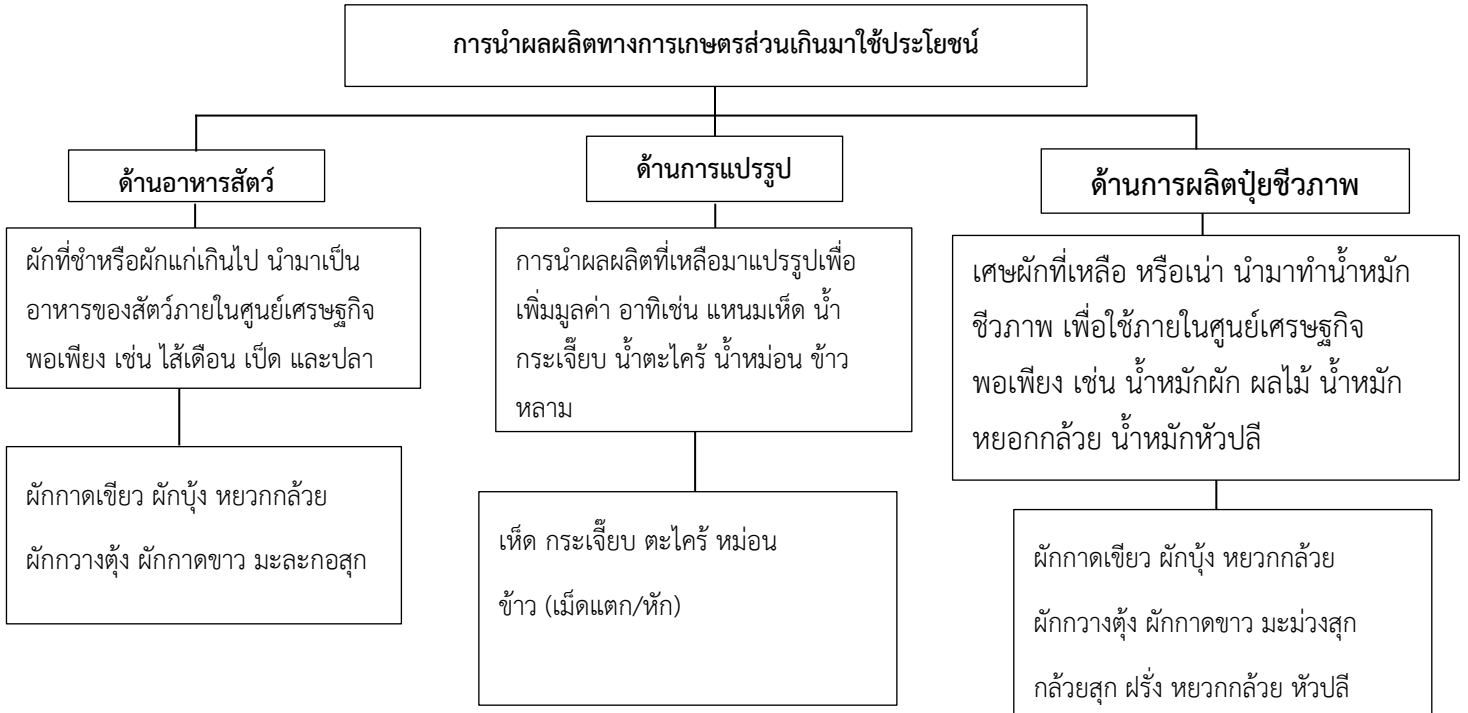 การนำผลผลิตทางการเกษตรส่วนเกินมาใช้ประโยชน์
ด้านอาหารสัตว์
ผักที่ช้ำหรือผักแก่เกินไป นำมาเป็น
อาหารของสัตว์ภายในศูนย์เศรษฐกิจ
พอเพียง เช่น ไส้เดือน เป็ด และปลา
ผักกาดเขียว ผักบุ้ง หยวกกล้วย
ผักกวางตุ้ง ผักกาดขาว มะละกอสุก
ด้านการแปรรูป
การนำผลผลิตที่เหลือมาแปรรูปเพื่อ
เพิ่มมูลค่า อาทิเช่น แหนมเห็ด น้ำ
กระเจี๊ยบ น้ำตะไคร้ น้ำหม่อน ข้าว
หลาม
เห็ด กระเจี๊ยบ ตะไคร้ หม่อน
ข้าว (เม็ดแตก/หัก)
ด้านการผลิตปุ๋ยชีวภาพ
เศษผักที่เหลือ หรือเน่า นำมาทำน้ำหมัก
ชีวภาพ เพื่อใช้ภายในศูนย์เศรษฐกิจ
พอเพียง เช่น น้ำหมักผัก ผลไม้ น้ำหมัก
หยอกกล้วย น้ำหมักหัวปลี
ผักกาดเขียว ผักบุ้ง หยวกกล้วย
ผักกวางตุ้ง ผักกาดขาว มะม่วงสุก
กล้วยสุก ฝรั่ง หยวกกล้วย หัวปลี